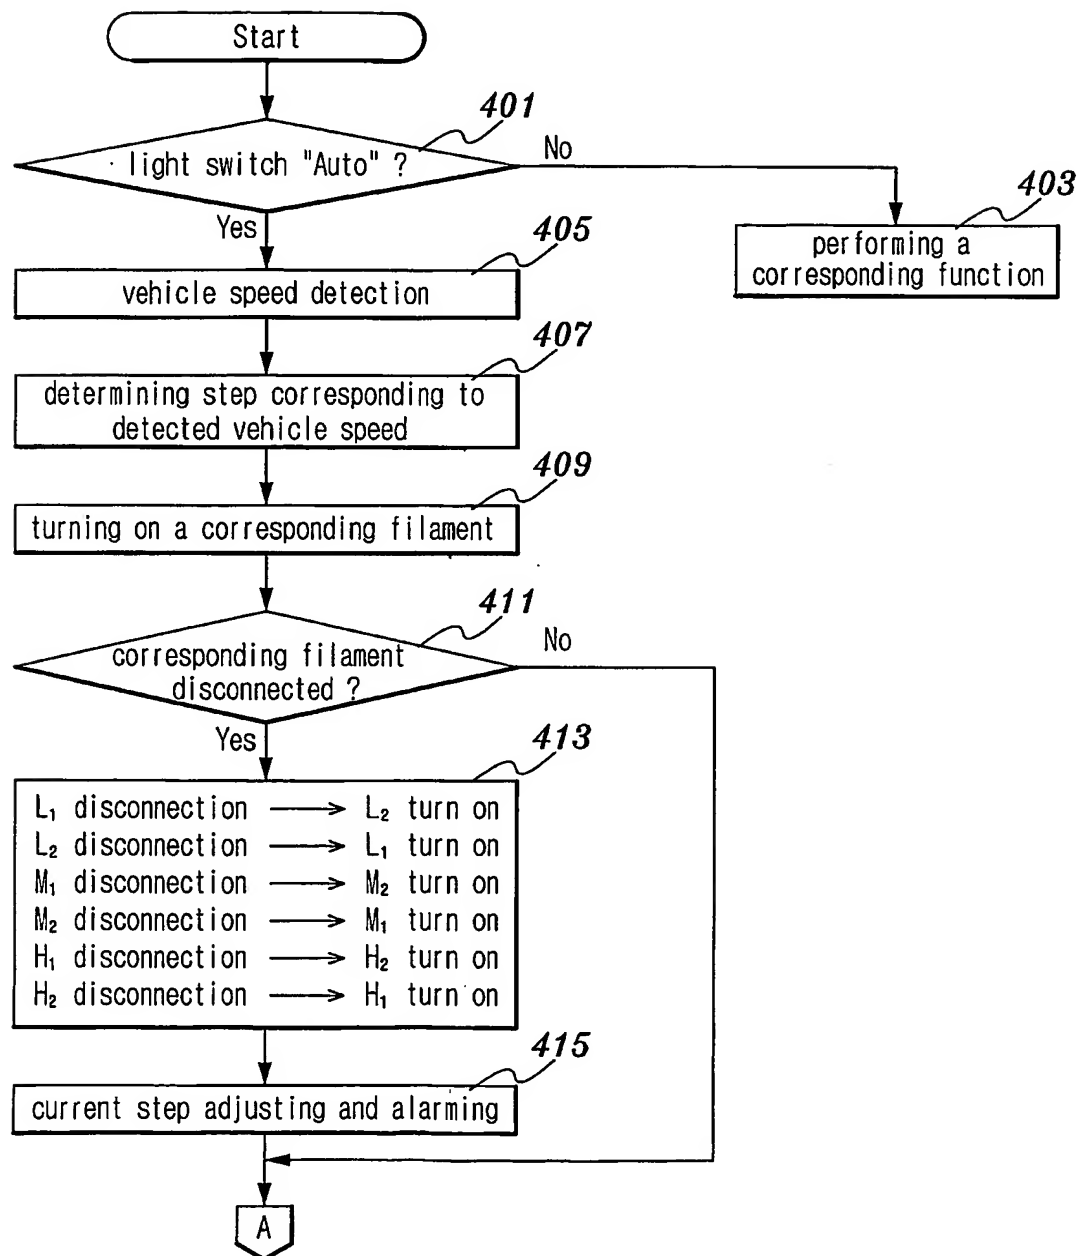 Start
401
light switch "Auto" ?
No
Yes
403
performing a
corresponding function
405
vehicle speed detection
407
determining step corresponding to
detected vehicle speed
409
turning on a corresponding filament
411
corresponding filament
disconnected ?
No
Yes
413
L₁ disconnection ⟶ L₂ turn on
L₂ disconnection ⟶ L₁ turn on
M₁ disconnection ⟶ M₂ turn on
M₂ disconnection ⟶ M₁ turn on
H₁ disconnection ⟶ H₂ turn on
H₂ disconnection ⟶ H₁ turn on
415
current step adjusting and alarming
A